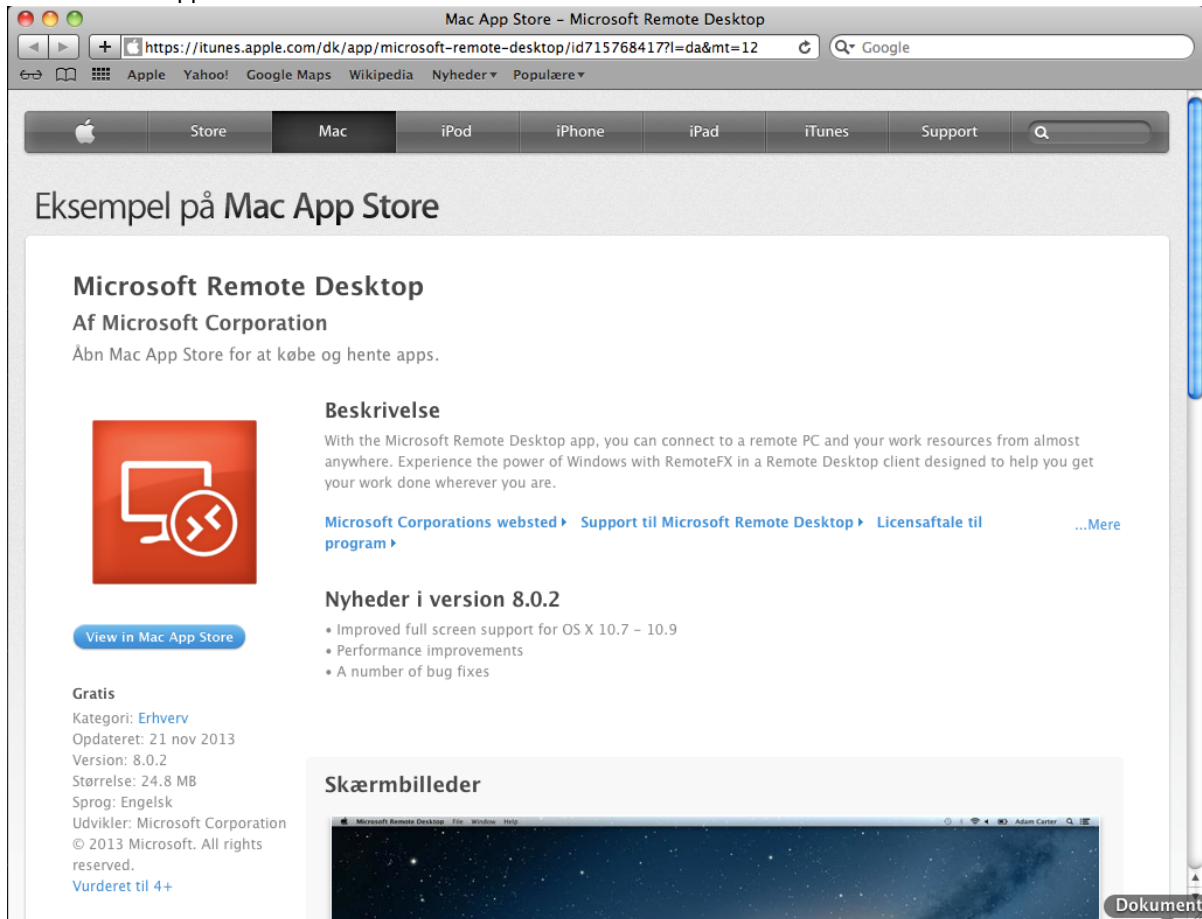 Mac App Store – Microsoft Remote Desktop
https://itunes.apple.com/dk/app/microsoft-remote-desktop/id715768417?l=da&mt=12
Google
Apple Yahoo! Google Maps Wikipedia Nyheder Populære
Store Mac iPod iPhone iPad iTunes Support
Eksempel på Mac App Store
Microsoft Remote Desktop
Af Microsoft Corporation
Åbn Mac App Store for at købe og hente apps.
Beskrivelse
With the Microsoft Remote Desktop app, you can connect to a remote PC and your work resources from almost
anywhere. Experience the power of Windows with RemoteFX in a Remote Desktop client designed to help you get
your work done wherever you are.
Microsoft Corporations websted Support til Microsoft Remote Desktop Licensaftale til
program
...Mere
Nyheder i version 8.0.2
• Improved full screen support for OS X 10.7 – 10.9
• Performance improvements
• A number of bug fixes
View in Mac App Store
Gratis
Kategori: Erhverv
Opdateret: 21 nov 2013
Version: 8.0.2
Størrelse: 24.8 MB
Sprog: Engelsk
Udvikler: Microsoft Corporation
© 2013 Microsoft. All rights
reserved.
Vurderet til 4+
Skærmbilleder
Microsoft Remote Desktop File Window Help Adam Carter
Dokument